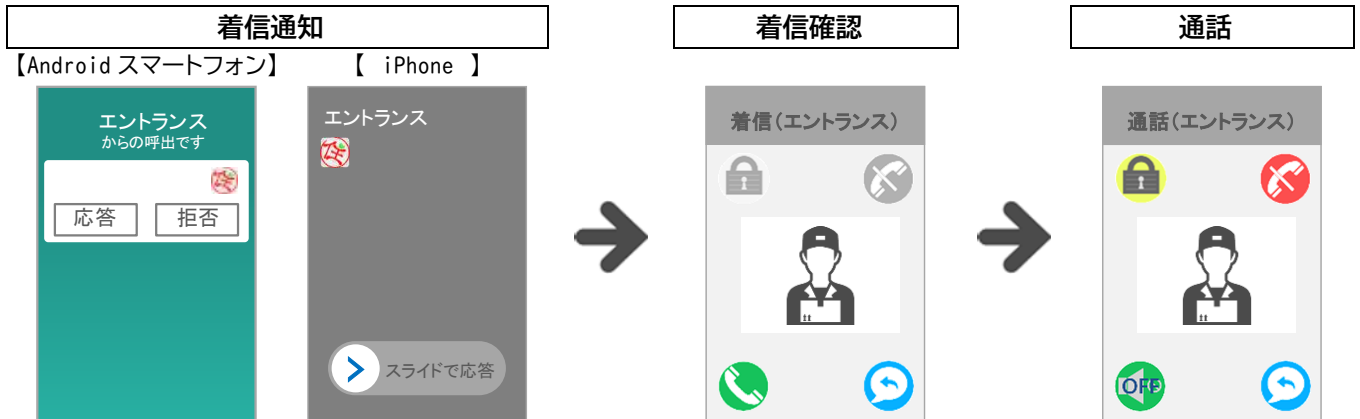 着信通知
着信確認
通話
【Android スマートフォン】
【 iPhone 】
エントランス
からの呼出です
住
応答
拒否
エントランス
住
スライドで応答
着信(エントランス)
通話(エントランス)
OFF